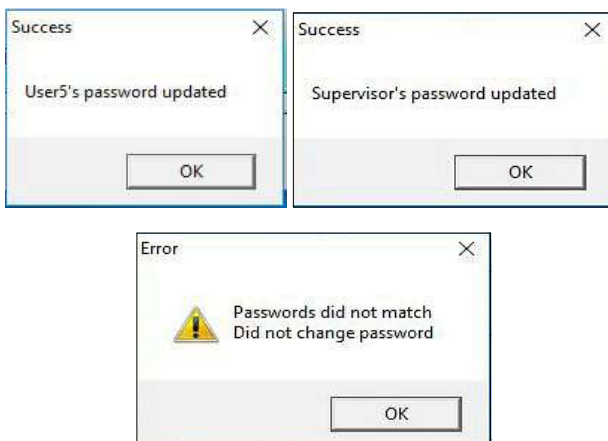 Success
User5's password updated
OK
Success
Supervisor's password updated
OK
Error
Passwords did not match
Did not change password
OK